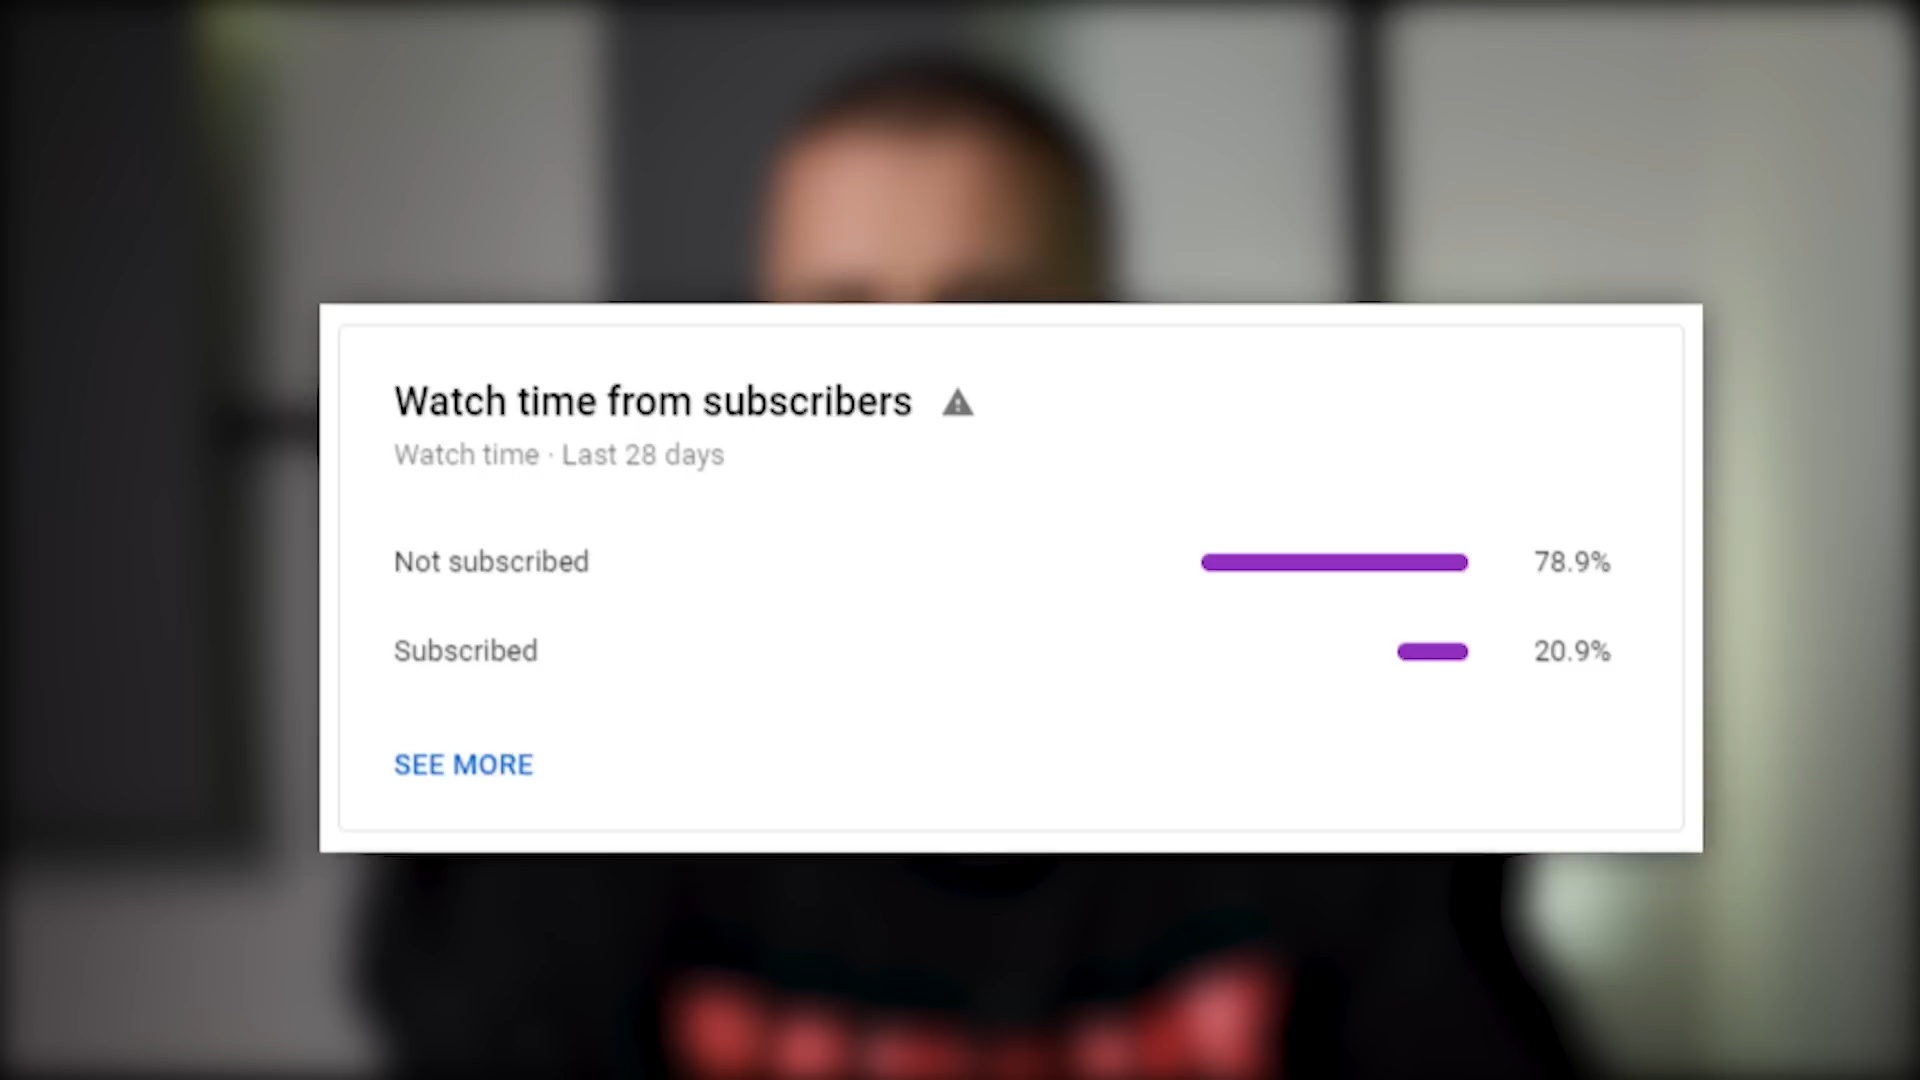 Watch time from subscribers
Watch time · Last 28 days
Not subscribed 78.9%
Subscribed 20.9%
SEE MORE